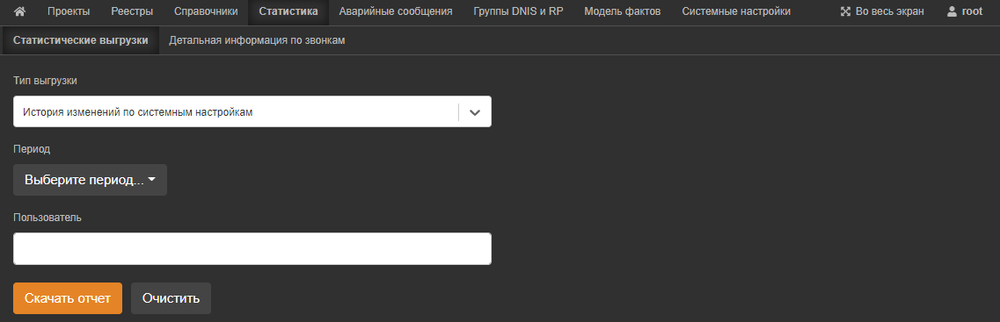 Проекты Реестры Справочники Статистика Аварийные сообщения Группы DNIS и RP Модель фактов Системные настройки Во весь экран root
Статистические выгрузки Детальная информация по звонкам
Тип выгрузки
История изменений по системным настройкам
Период
Выберите период...
Пользователь
Скачать отчет Очистить